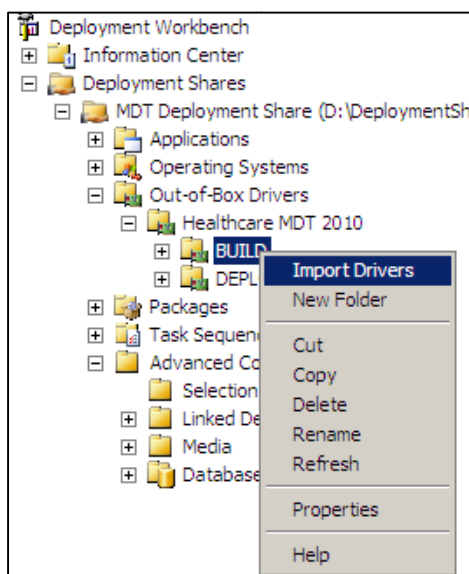 Deployment Workbench
Information Center
Deployment Shares
MDT Deployment Share (D:\DeploymentSh
Applications
Operating Systems
Out-of-Box Drivers
Healthcare MDT 2010
BUILD
DEPL
Packages
Task Sequen
Advanced Co
Selection
Linked De
Media
Database
Import Drivers
New Folder
Cut
Copy
Delete
Rename
Refresh
Properties
Help